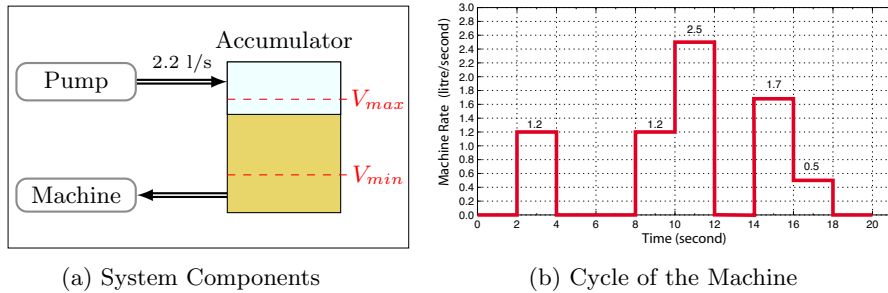 Accumulator
2.2 l/s
Pump
Vmax
Vmin
Machine
(a) System Components
Machine Rate (litre/second)
3.0
2.8
2.6
2.4
2.2
2.0
1.8
1.6
1.4
1.2
1.0
0.8
0.6
0.4
0.2
0.0
1.2
1.2
2.5
1.7
0.5
0 2 4 6 8 10 12 14 16 18 20
Time (second)
(b) Cycle of the Machine